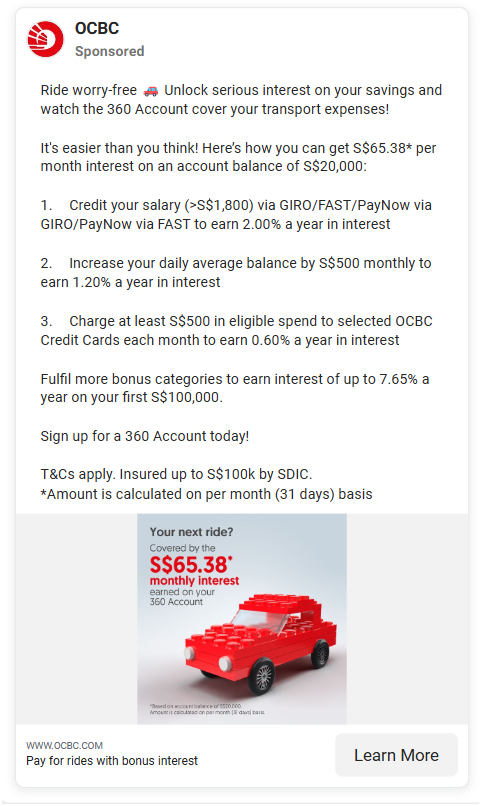 OCBC
Sponsored
Ride worry-free 🚗 Unlock serious interest on your savings and
watch the 360 Account cover your transport expenses!
It's easier than you think! Here’s how you can get S$65.38* per
month interest on an account balance of S$20,000:
1. Credit your salary (>S$1,800) via GIRO/FAST/PayNow via
GIRO/PayNow via FAST to earn 2.00% a year in interest
2. Increase your daily average balance by S$500 monthly to
earn 1.20% a year in interest
3. Charge at least S$500 in eligible spend to selected OCBC
Credit Cards each month to earn 0.60% a year in interest
Fulfil more bonus categories to earn interest of up to 7.65% a
year on your first S$100,000.
Sign up for a 360 Account today!
T&Cs apply. Insured up to S$100k by SDIC.
*Amount is calculated on per month (31 days) basis
Your next ride?
Covered by the
S$65.38*
monthly interest
earned on your
360 Account
*Based on account balance of S$20,000.
Amount is calculated on per month (31 days) basis
WWW.OCBC.COM
Pay for rides with bonus interest
Learn More